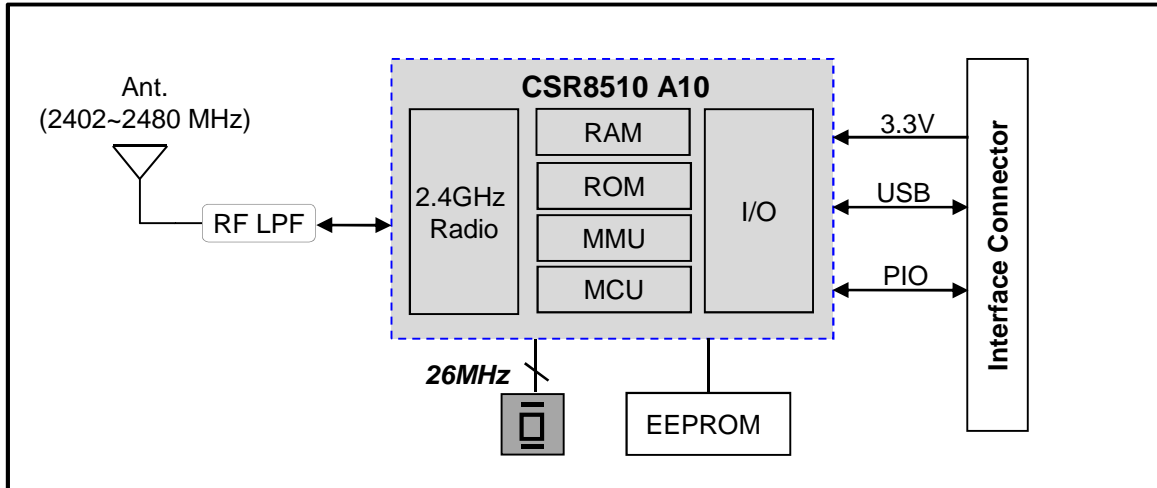 CSR8510 A10
Ant.
(2402~2480 MHz)
RF LPF
2.4GHz
Radio
RAM
ROM
MMU
MCU
I/O
3.3V
USB
PIO
Interface Connector
26MHz
EEPROM